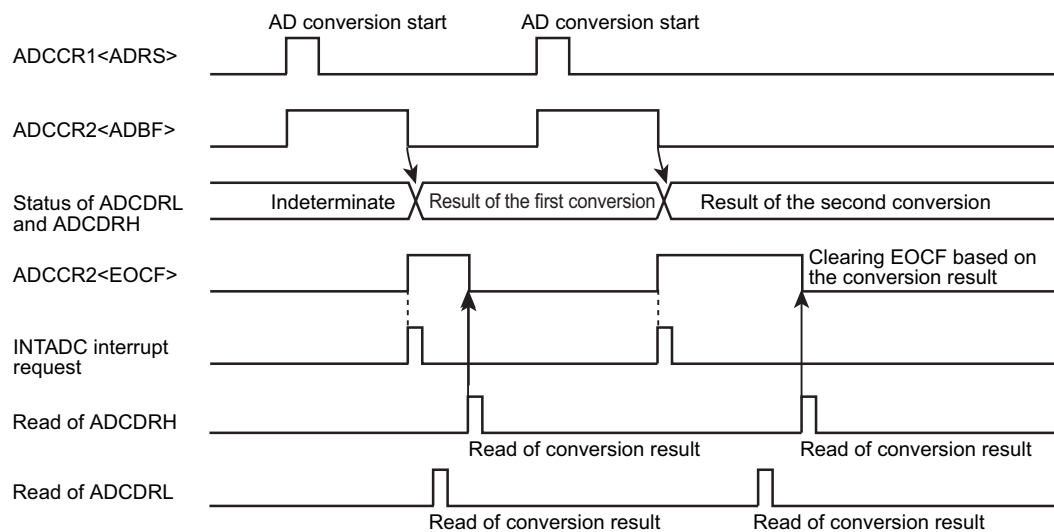 AD conversion start
AD conversion start
ADCCR1<ADRS>
ADCCR2<ADBF>
Status of ADCDRL
and ADCDRH
Indeterminate
Result of the first conversion
Result of the second conversion
ADCCR2<EOCF>
Clearing EOCF based on
the conversion result
INTADC interrupt
request
Read of ADCDRH
Read of conversion result
Read of conversion result
Read of ADCDRL
Read of conversion result
Read of conversion result